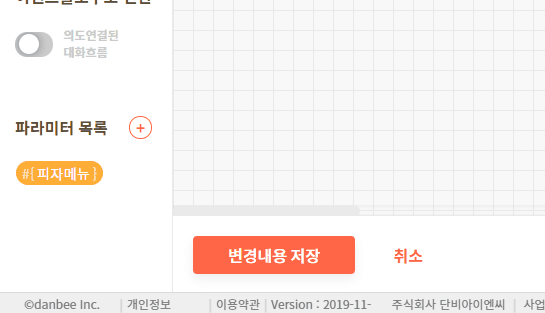 의도연결된
대화흐름
파라미터 목록
#{피자메뉴}
변경내용 저장 취소
©danbee Inc. | 개인정보 | 이용약관 | Version : 2019-11- 주식회사 단비아이엔씨 | 사업